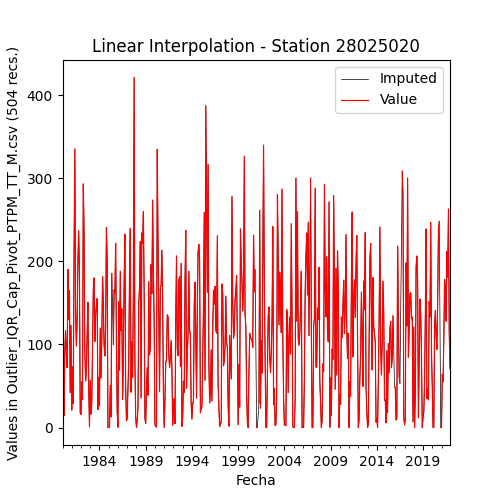 Linear Interpolation - Station 28025020
Imputed
Value
Values in Outlier_IQR_Cap_Pivot_PTPM_TT_M.csv (504 recs.)
400
300
200
100
0
1984 1989 1994 1999 2004 2009 2014 2019
Fecha